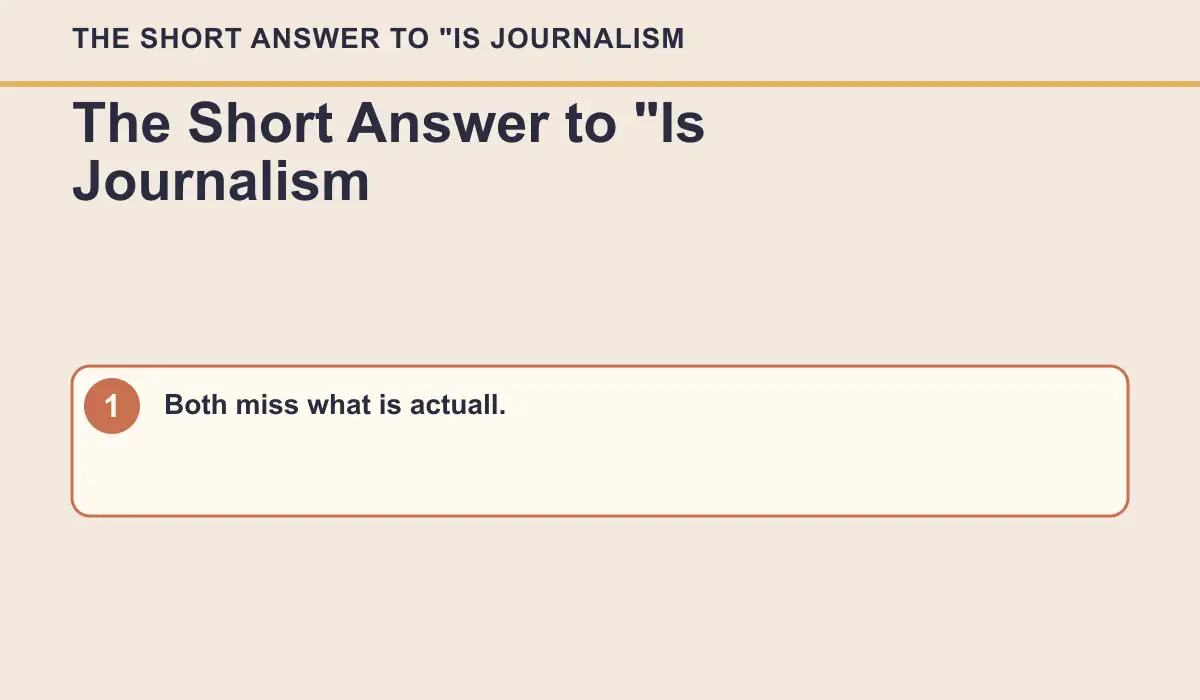 THE SHORT ANSWER TO "IS JOURNALISM
The Short Answer to "Is
Journalism
1
Both miss what is actuall.